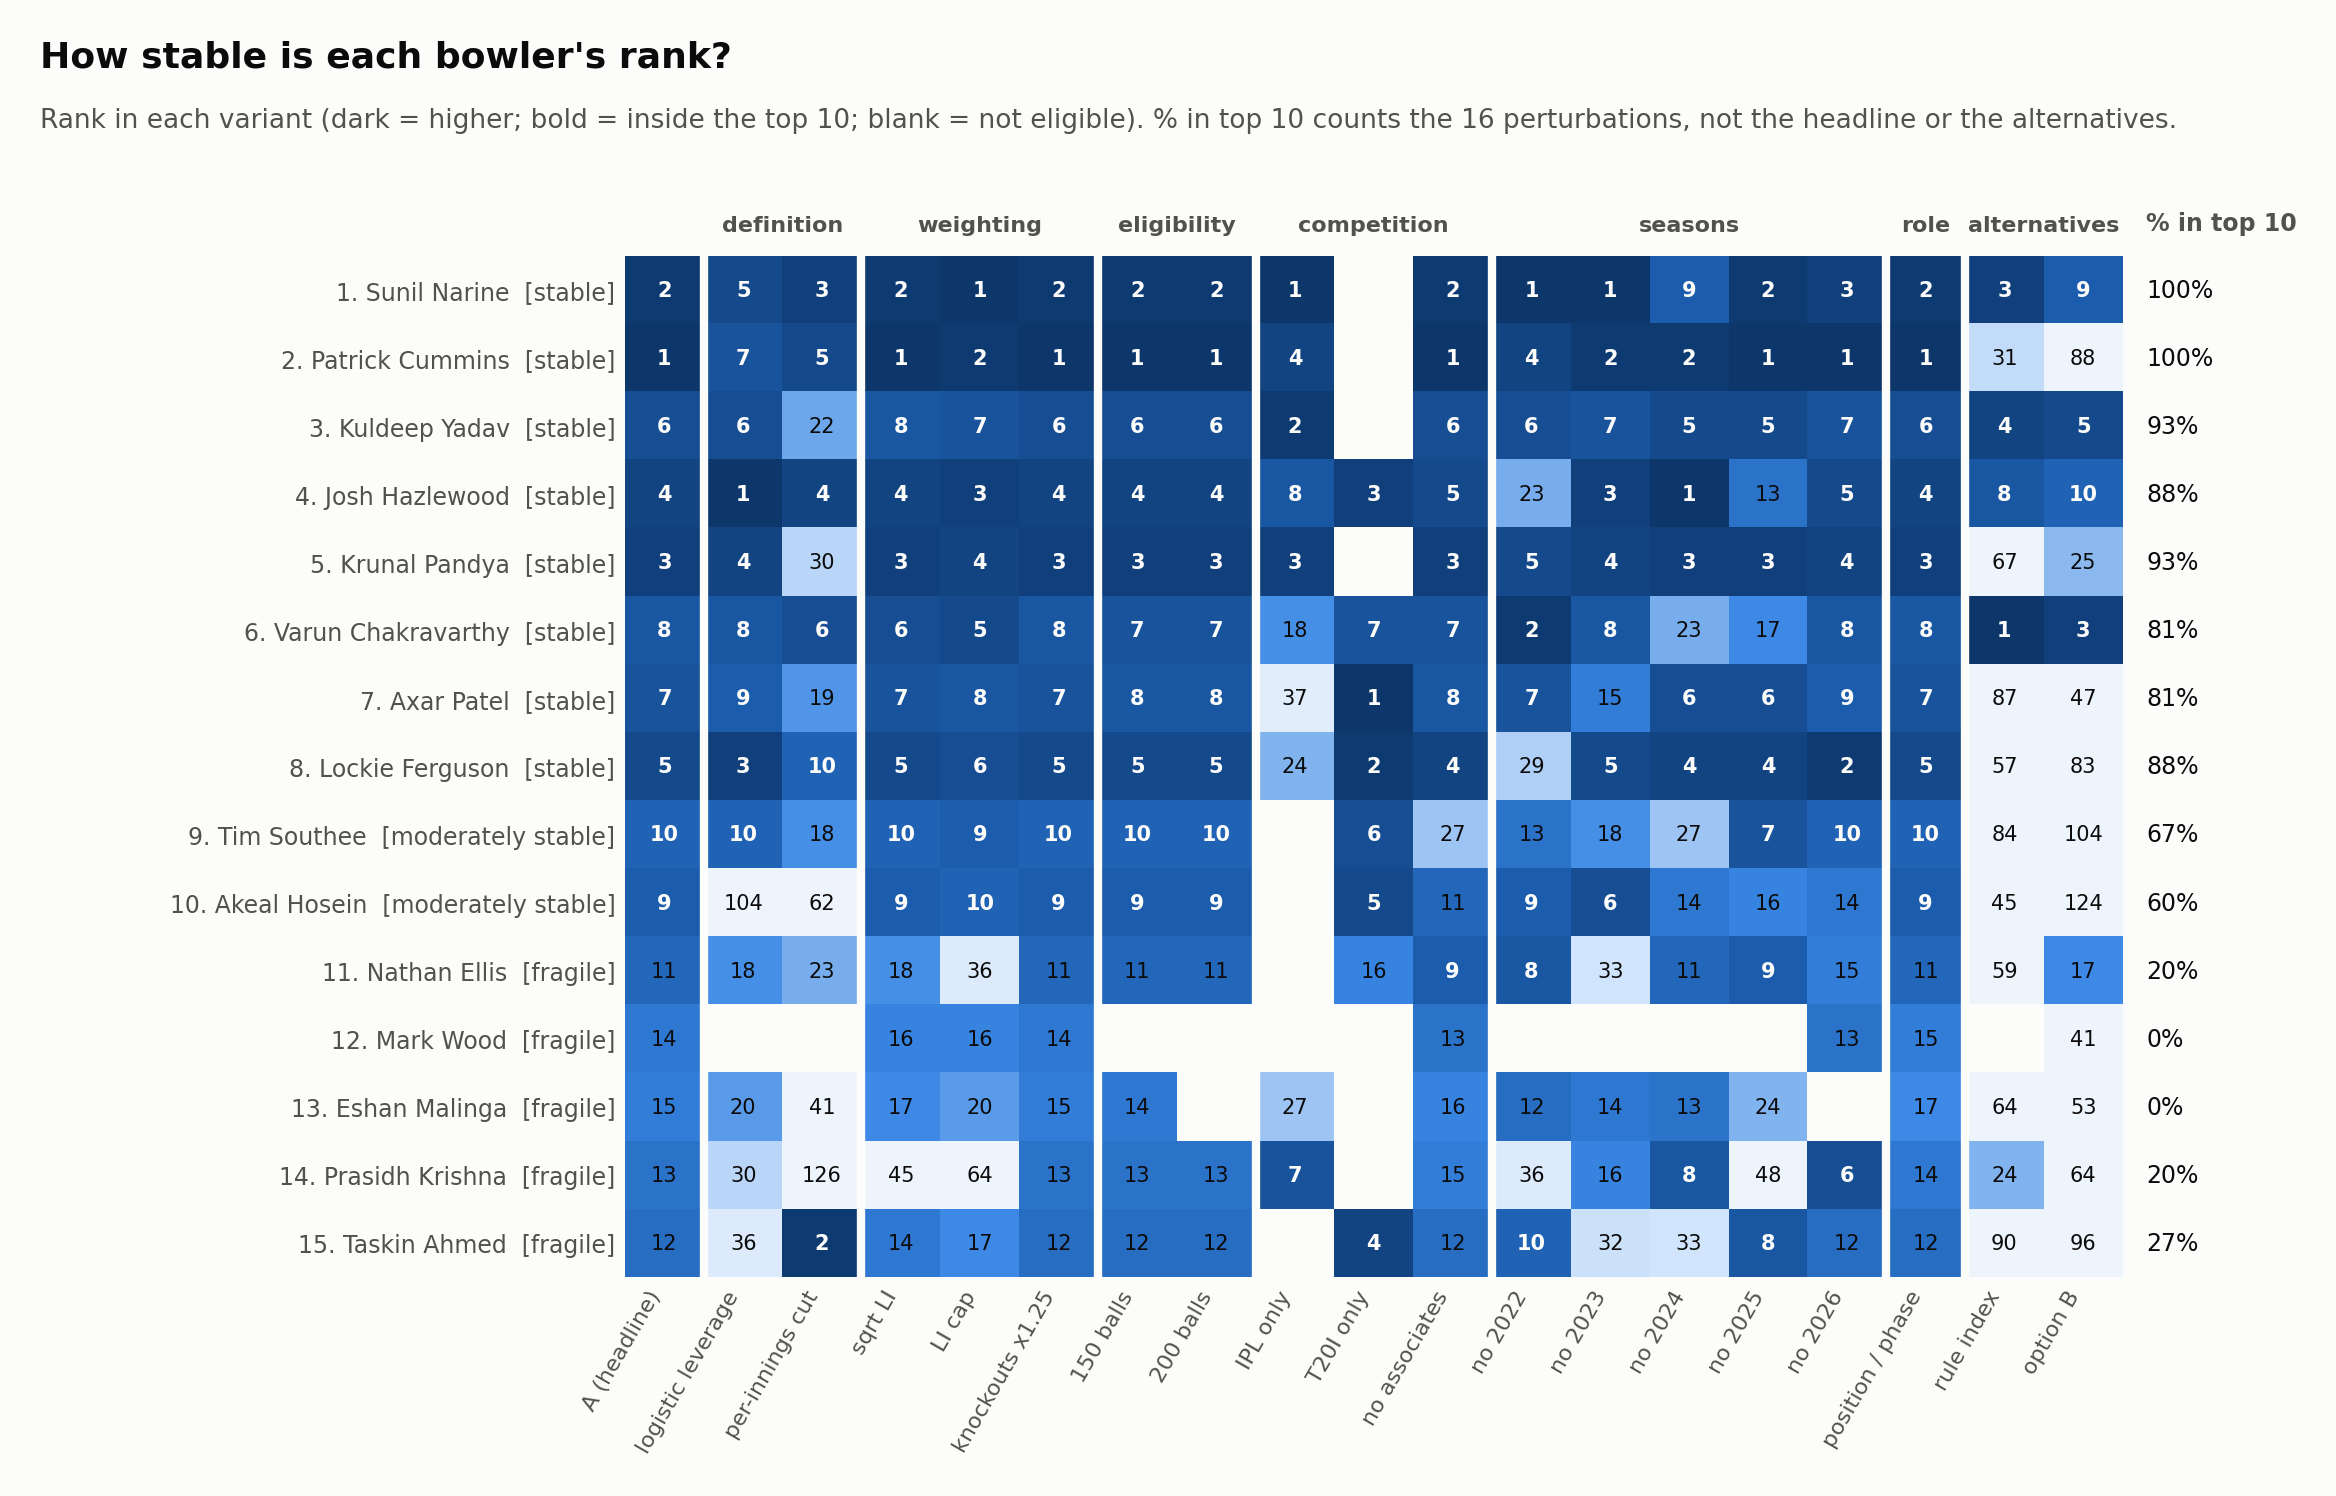 How stable is each bowler's rank?
Rank in each variant (dark = higher; bold = inside the top 10; blank = not eligible). % in top 10 counts the 16 perturbations, not the headline or the alternatives.
definition weighting eligibility competition seasons role alternatives % in top 10
1. Sunil Narine [stable] 2 5 3 2 1 2 2 2 1 2 1 1 9 2 3 2 3 9 100%
2. Patrick Cummins [stable] 1 7 5 1 2 1 1 1 4 1 4 2 2 1 1 1 31 88 100%
3. Kuldeep Yadav [stable] 6 6 22 8 7 6 6 6 2 6 6 7 5 5 7 6 4 5 93%
4. Josh Hazlewood [stable] 4 1 4 4 3 4 4 4 8 3 5 23 3 1 13 5 4 8 10 88%
5. Krunal Pandya [stable] 3 4 30 3 4 3 3 3 3 3 5 4 3 3 4 3 67 25 93%
6. Varun Chakravarthy [stable] 8 8 6 6 5 8 7 7 18 7 7 2 8 23 17 8 8 1 3 81%
7. Axar Patel [stable] 7 9 19 7 8 7 8 8 37 1 8 7 15 6 6 9 7 87 47 81%
8. Lockie Ferguson [stable] 5 3 10 5 6 5 5 5 24 2 4 29 5 4 4 2 5 57 83 88%
9. Tim Southee [moderately stable] 10 10 18 10 9 10 10 10 6 27 13 18 27 7 10 10 84 104 67%
10. Akeal Hosein [moderately stable] 9 104 62 9 10 9 9 9 5 11 9 6 14 16 14 9 45 124 60%
11. Nathan Ellis [fragile] 11 18 23 18 36 11 11 11 16 9 8 33 11 9 15 11 59 17 20%
12. Mark Wood [fragile] 14 16 16 14 13 13 15 41 0%
13. Eshan Malinga [fragile] 15 20 41 17 20 15 14 27 16 12 14 13 24 17 64 53 0%
14. Prasidh Krishna [fragile] 13 30 126 45 64 13 13 13 7 15 36 16 8 48 6 14 24 64 20%
15. Taskin Ahmed [fragile] 12 36 2 14 17 12 12 12 4 12 10 32 33 8 12 12 90 96 27%
A (headline)
logistic leverage
per-innings cut
sqrt LI
LI cap
knockouts x1.25
150 balls
200 balls
IPL only
T20I only
no associates
no 2022
no 2023
no 2024
no 2025
no 2026
position / phase
rule index
option B